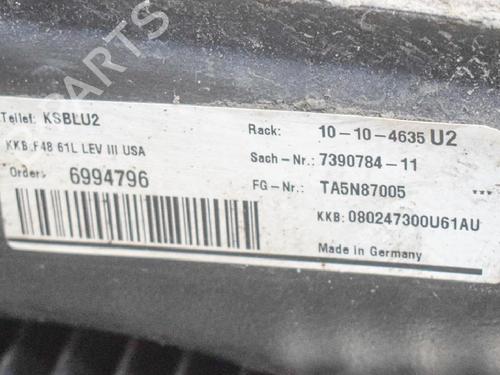 PARTS
Teilef: KSBLU2
KKB F48 61L LEV III USA
Order: 6994796
Rack: 10-10-4635 U2
Sach-Nr.: 7390784-11
FG-Nr.: TA5N87005 ...
KKB: 080247300U61AU
Made in Germany